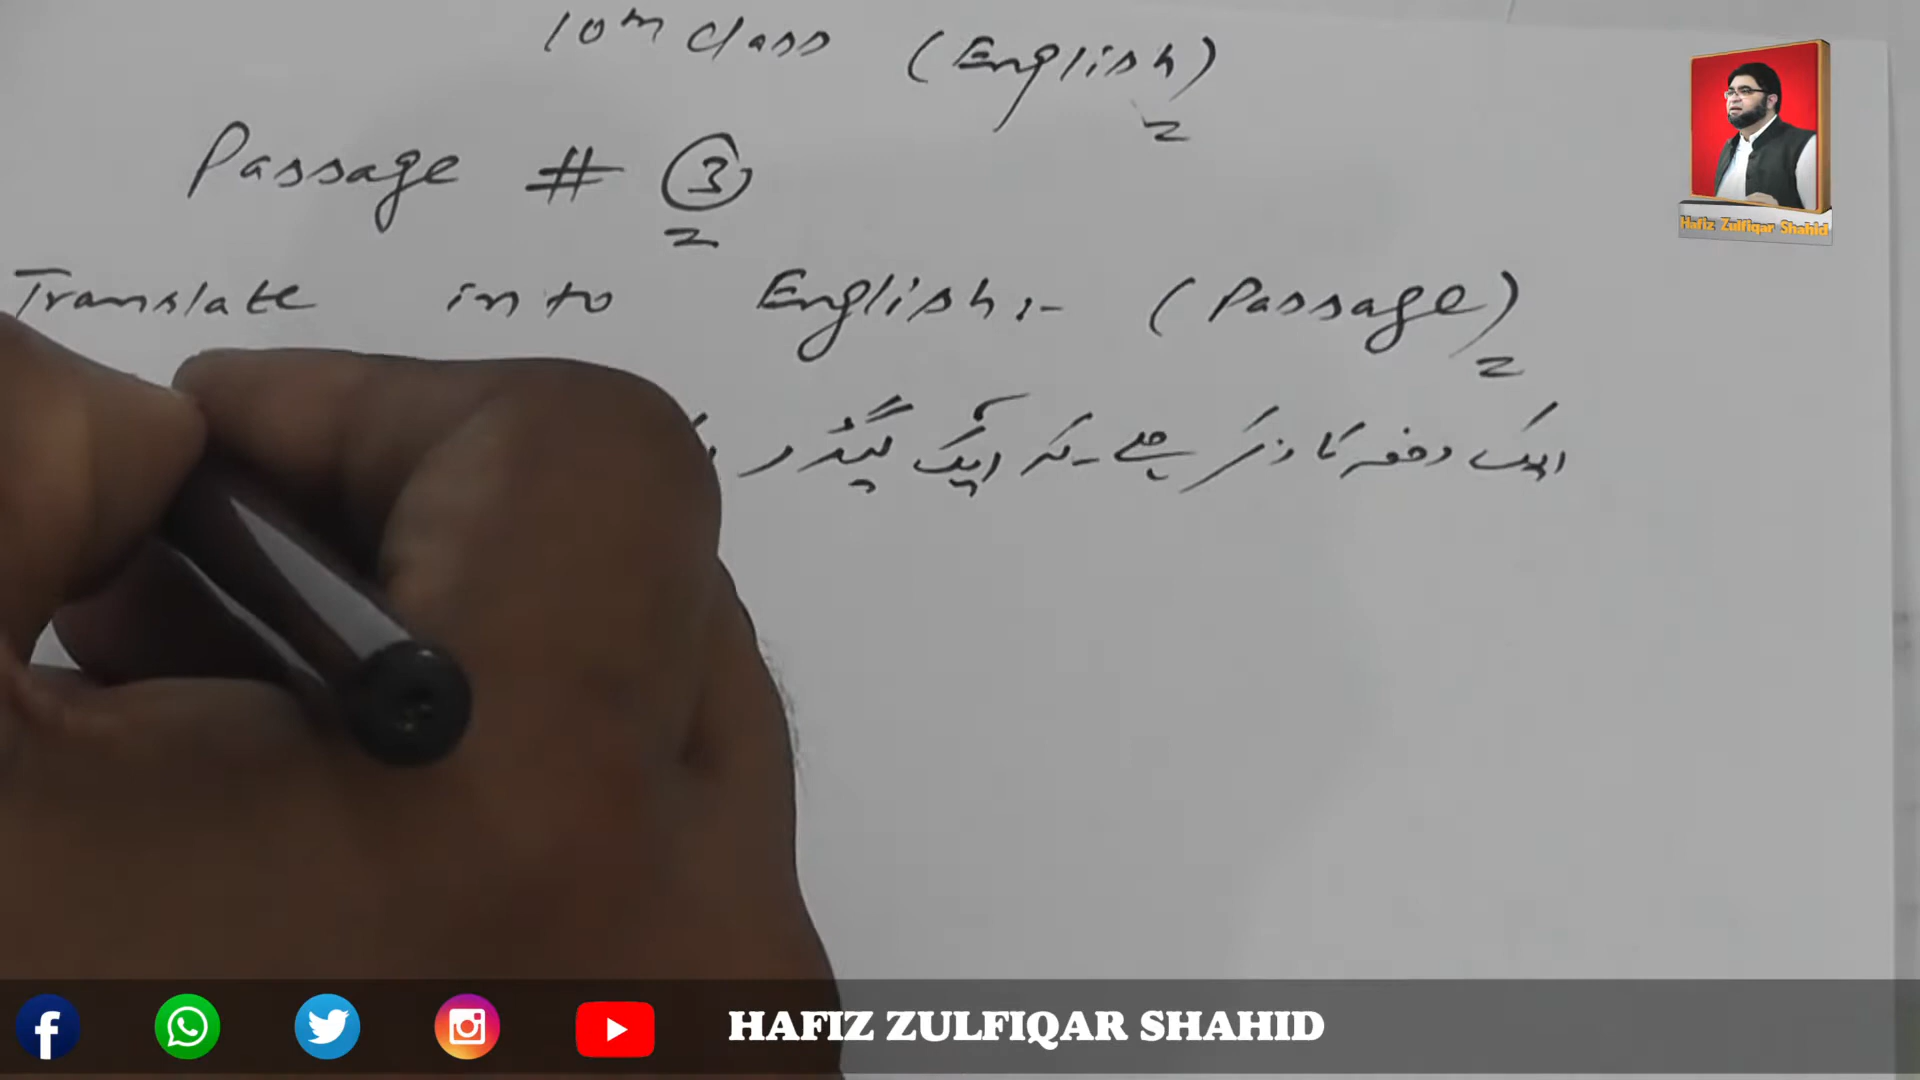 10th class (English)
Passage # 3
Translate into English:- (Passage)
ایک دفعہ کا ذکر ہے۔ کہ ایک گیڈر
Hafiz Zulfiqar Shahid
HAFIZ ZULFIQAR SHAHID